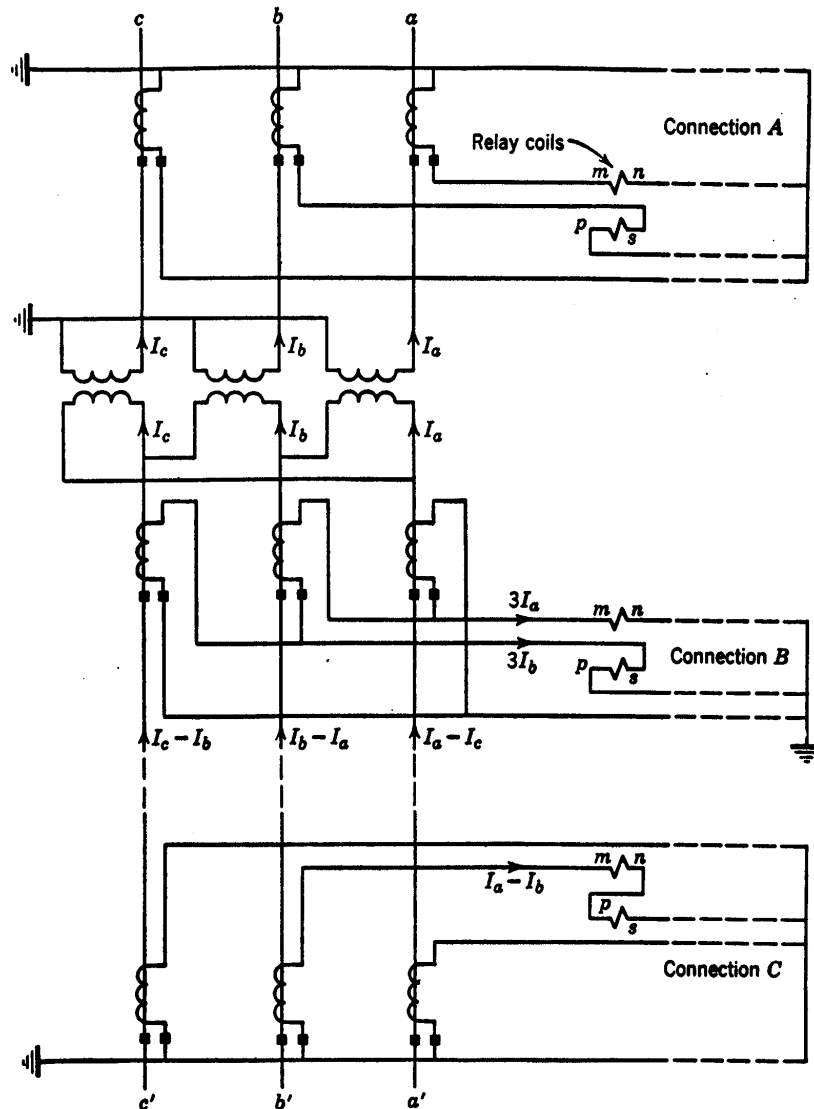 c b a
Connection A
Relay coils
m n
p s
I_c I_b I_a
I_c I_b I_a
3I_a m n
Connection B
3I_b p s
I_c – I_b I_b – I_a I_a – I_c
m n
I_a – I_b
p s
Connection C
c' b' a'